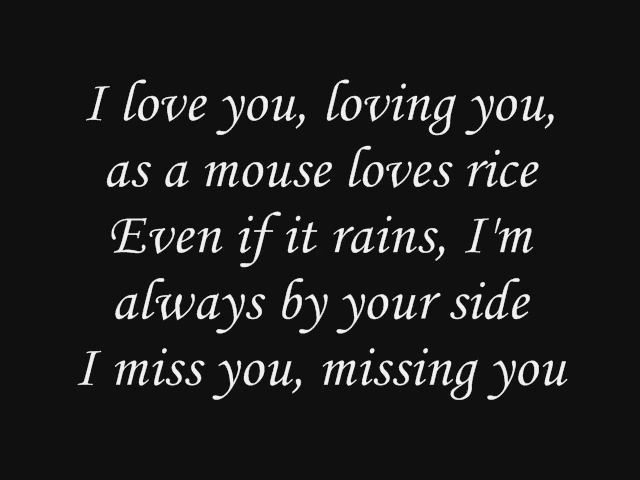 I love you, loving you,
as a mouse loves rice
Even if it rains, I'm
always by your side
I miss you, missing you